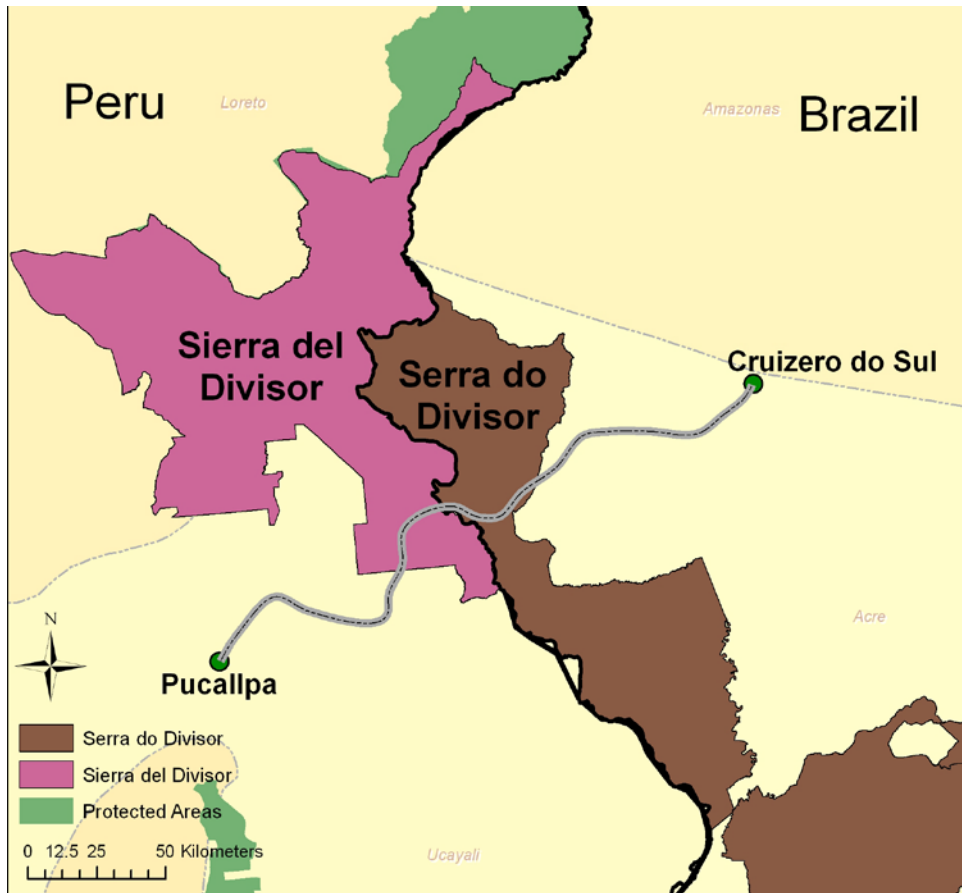 Peru
Loreto
Amazonas
Brazil
Sierra del
Divisor
Serra do
Divisor
Cruizero do Sul
Acre
N
Pucallpa
Serra do Divisor
Sierra del Divisor
Protected Areas
0 12.5 25 50 Kilometers
Ucayali